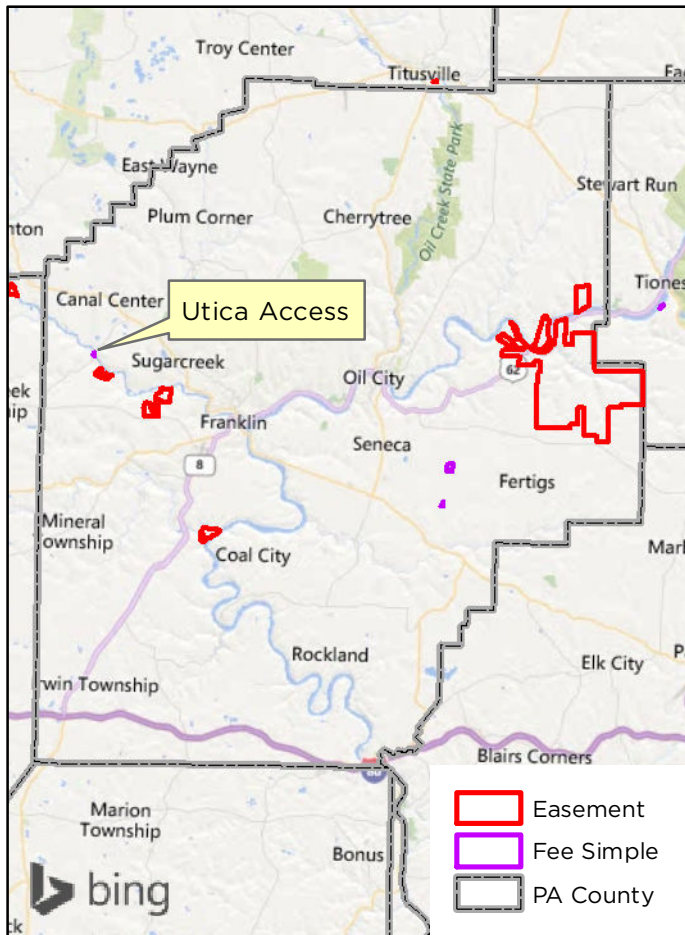 Troy Center
Titusville
East Wayne
Stewart Run
Plum Corner
Cherrytree
Oil Creek State Park
Canal Center
Utica Access
Sugarcreek
Oil City
62
Franklin
Seneca
8
Fertigs
Mineral
Township
Coal City
Rockland
Elk City
Blairs Corners
80
Marion
Township
Bonus
bing
Easement
Fee Simple
PA County